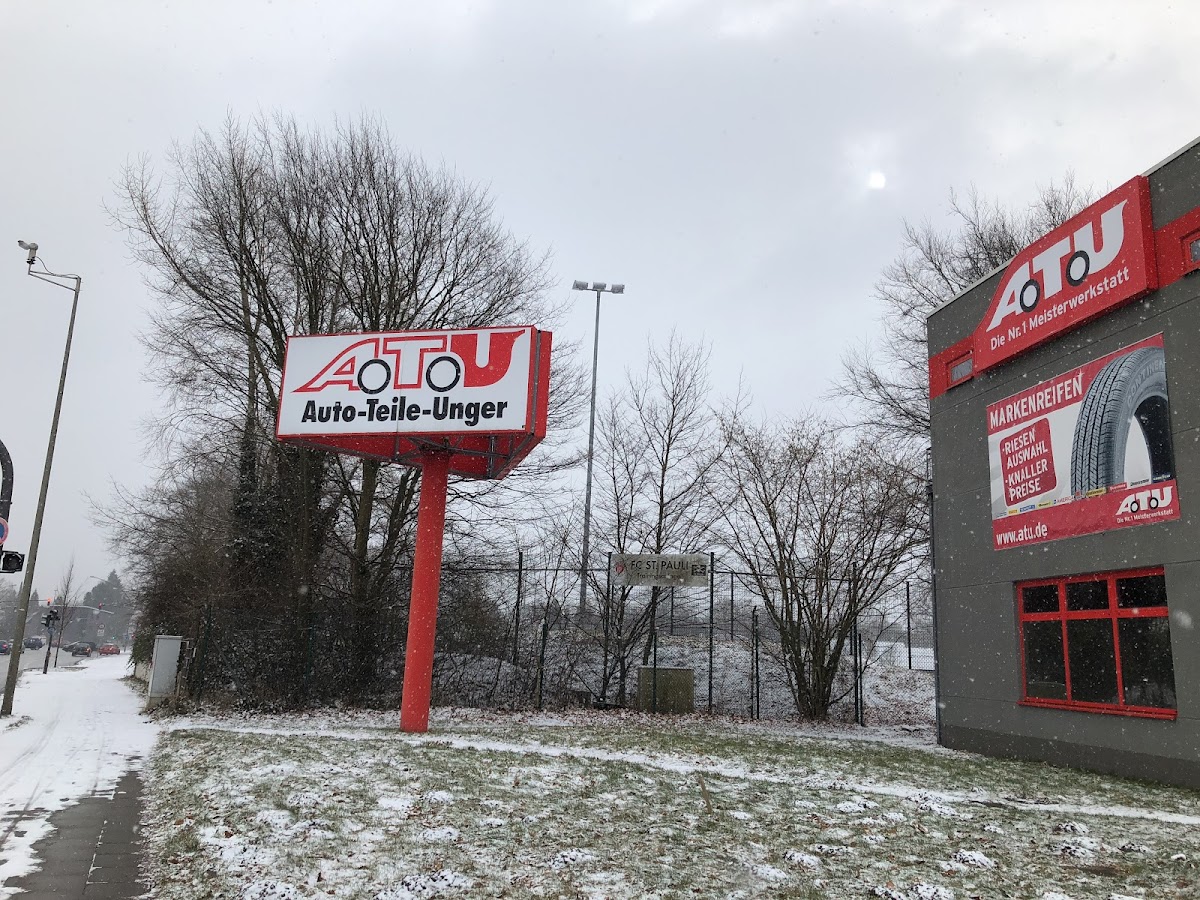 ATU
Auto-Teile-Unger
FC ST. PAULI
ATU
Die Nr.1 Meisterwerkstatt
MARKENREIFEN
• RIESEN
AUSWAHL
• KNALLER
PREISE
ATU
www.atu.de